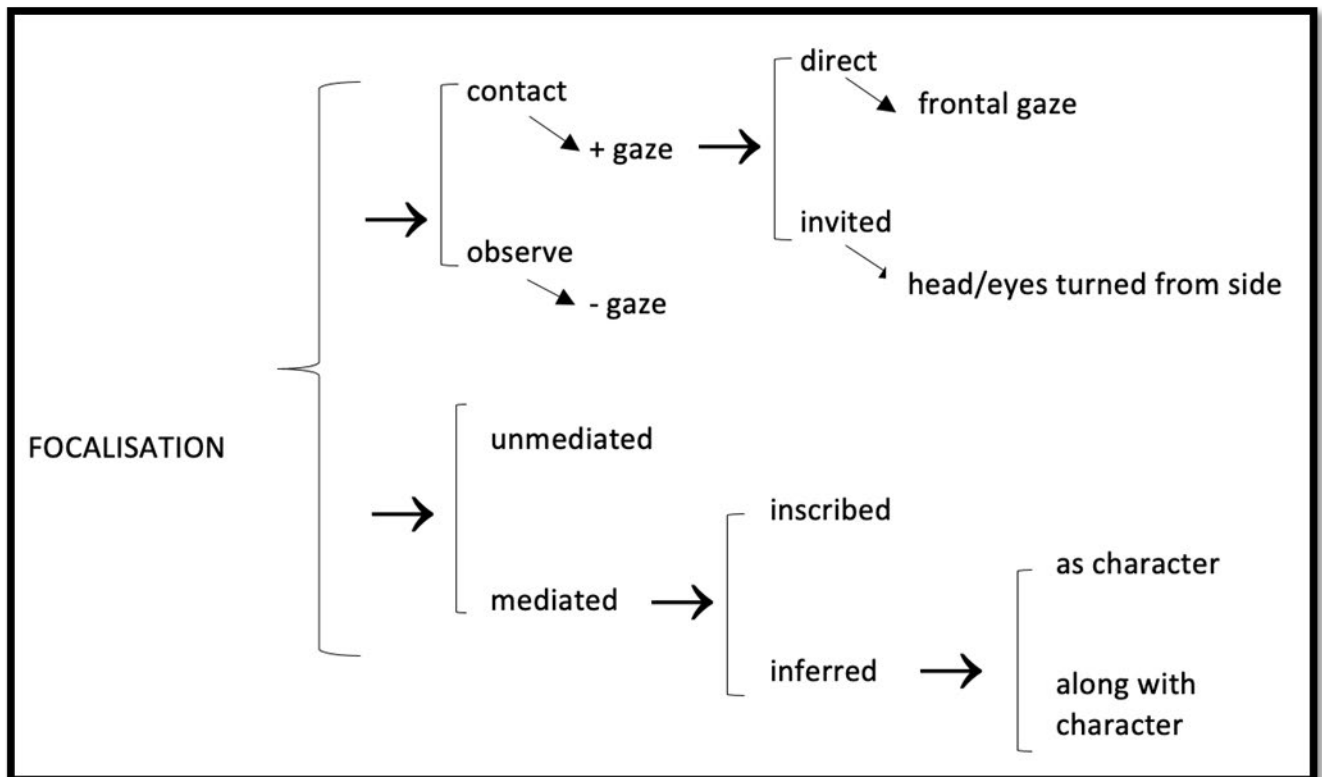 direct
frontal gaze
contact
+ gaze
invited
head/eyes turned from side
observe
- gaze
FOCALISATION
unmediated
mediated
inscribed
inferred
as character
along with
character